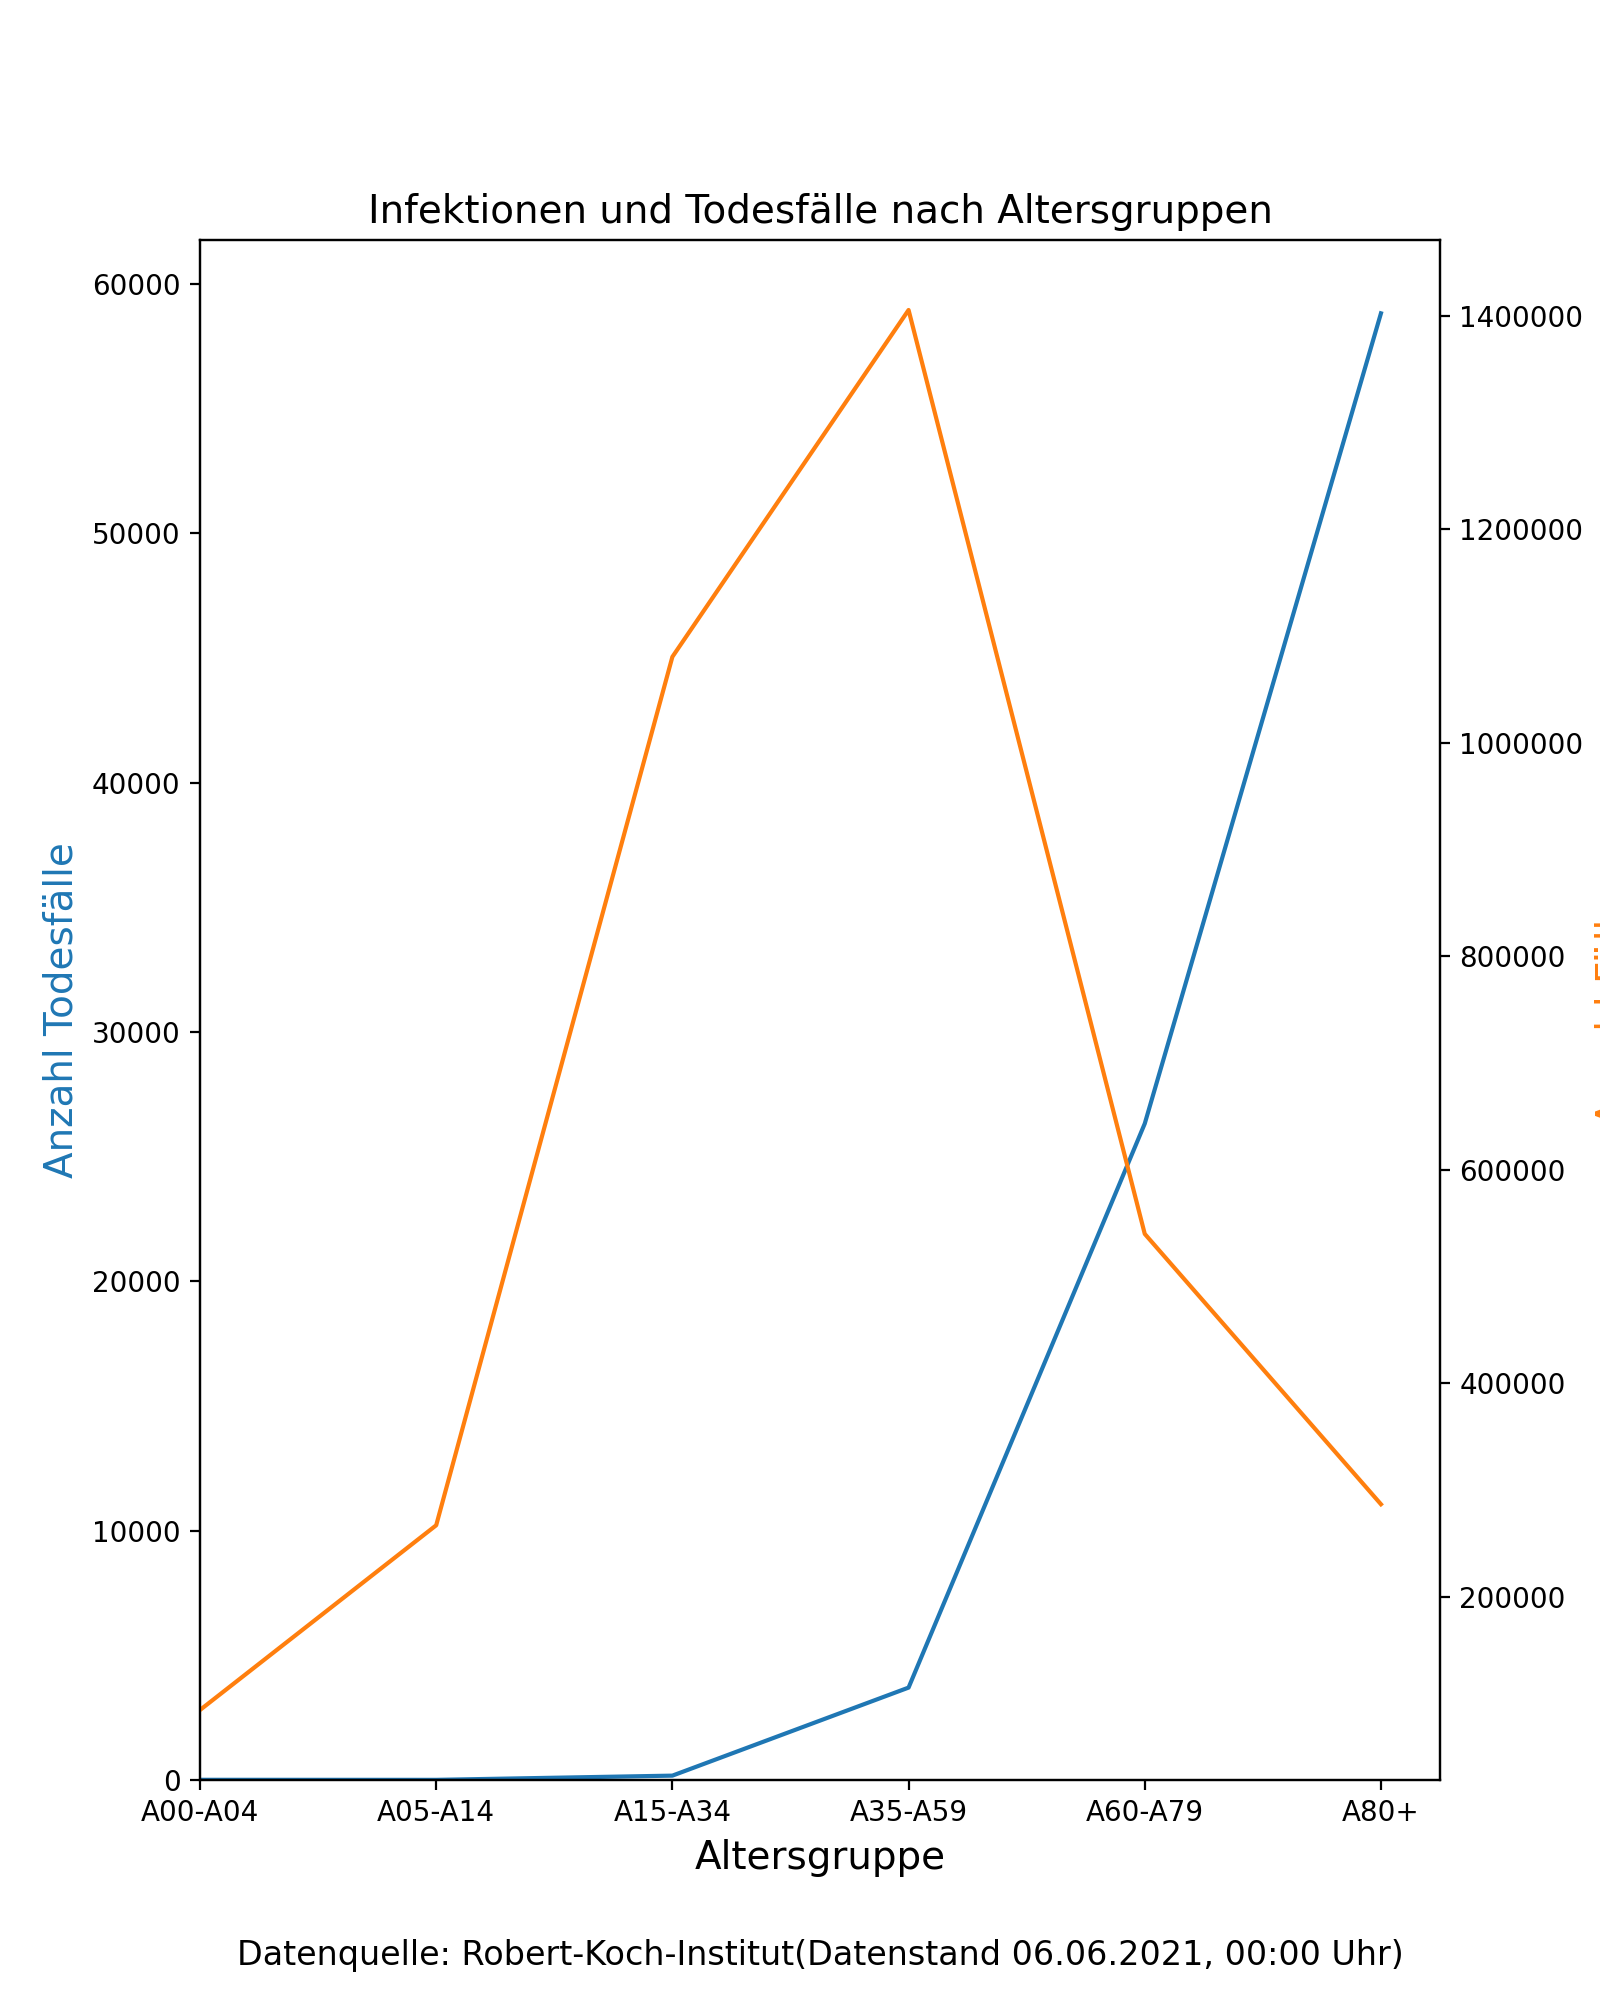 Infektionen und Todesfälle nach Altersgruppen
60000
50000
40000
30000
20000
10000
0
Anzahl Todesfälle
1400000
1200000
1000000
800000
600000
400000
200000
A00-A04 A05-A14 A15-A34 A35-A59 A60-A79 A80+
Altersgruppe
Datenquelle: Robert-Koch-Institut(Datenstand 06.06.2021, 00:00 Uhr)